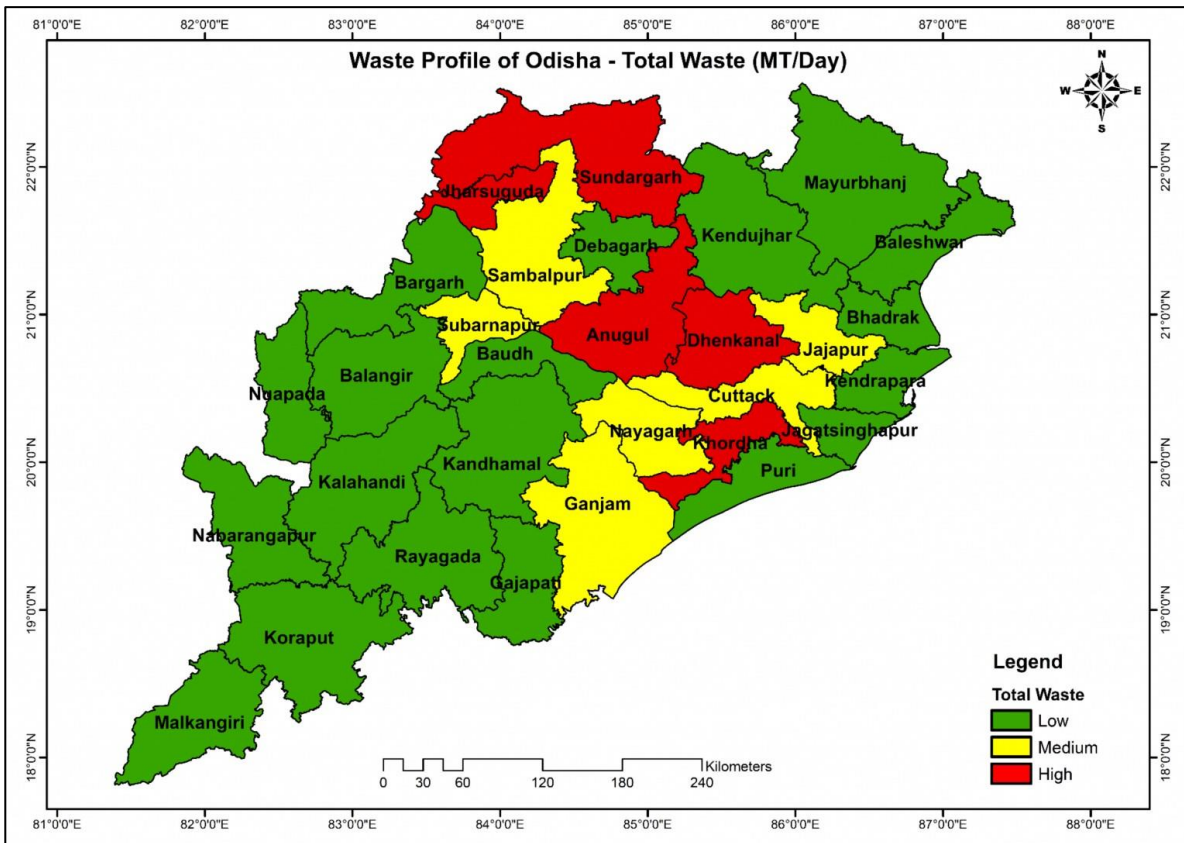 81°0'0"E 82°0'0"E 83°0'0"E 84°0'0"E 85°0'0"E 86°0'0"E 87°0'0"E 88°0'0"E
Waste Profile of Odisha - Total Waste (MT/Day)
N
W E
S
22°0'0"N 22°0'0"N
Sundargarh
Jharsuguda
Mayurbhanj
Kendujhar
Debagarh
Baleshwar
Sambalpur
Bargarh
21°0'0"N 21°0'0"N
Bhadrak
Subarnapur
Anugul
Dhenkanal
Jajapur
Baudh
Balangir
Kendrapara
Nuapada
Cuttack
Nayagarh
Khordha
Jagatsinghapur
20°0'0"N 20°0'0"N
Kandhamal
Puri
Kalahandi
Ganjam
Nabarangapur
Rayagada
Gajapati
19°0'0"N 19°0'0"N
Koraput
Malkangiri
Legend
Total Waste
Low
Medium
High
18°0'0"N 18°0'0"N
Kilometers
0 30 60 120 180 240
81°0'0"E 82°0'0"E 83°0'0"E 84°0'0"E 85°0'0"E 86°0'0"E 87°0'0"E 88°0'0"E